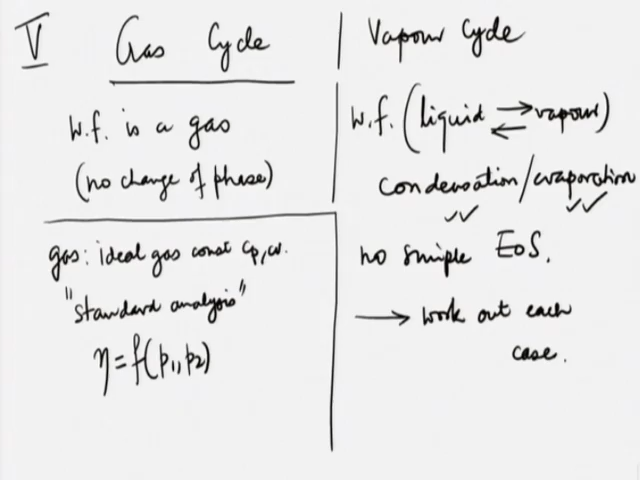 V
Gas Cycle
w.f. is a gas
(no change of phase)
gas: ideal gas const cp, cv.
"standard analysis"
η = f(p1, p2)
Vapour Cycle
w.f. (liquid ⇄ vapour)
condensation/evaporation
✓✓ ✓✓
no simple EoS.
→ work out each
case.